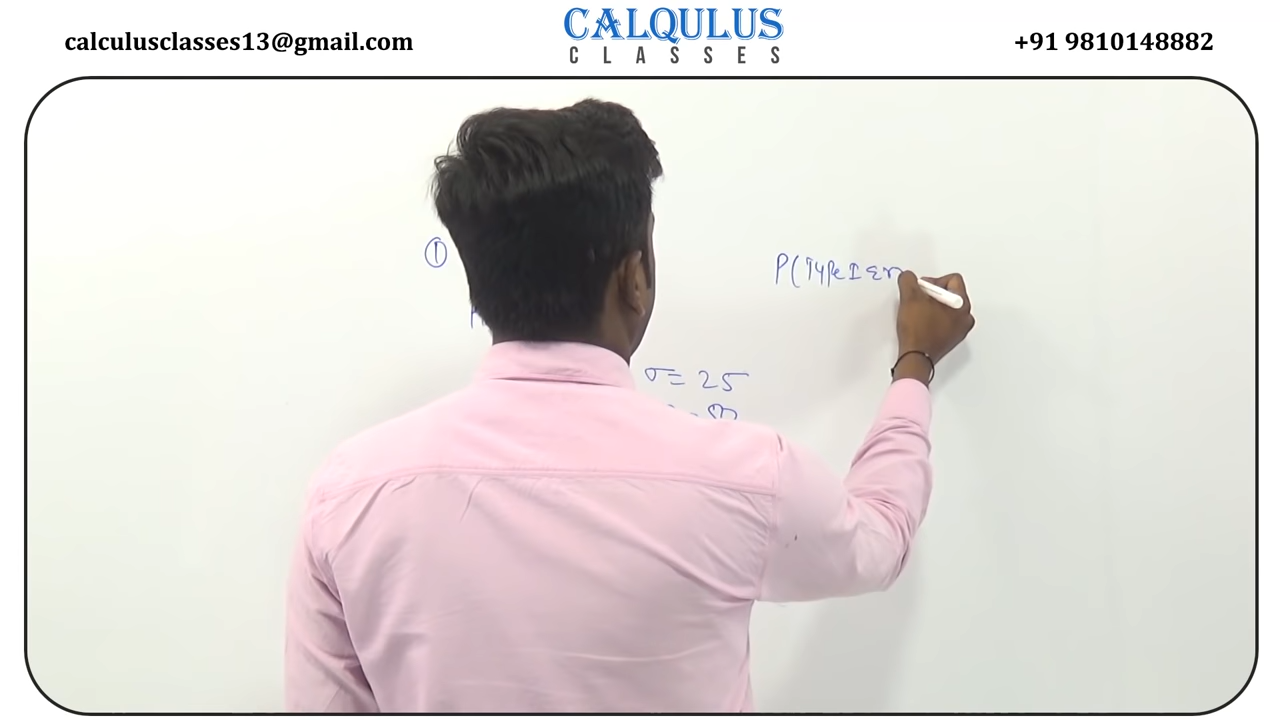 calculusclasses13@gmail.com
CALQULUS
CLASSES
+91 9810148882
①
P(Type I Err
σ = 25